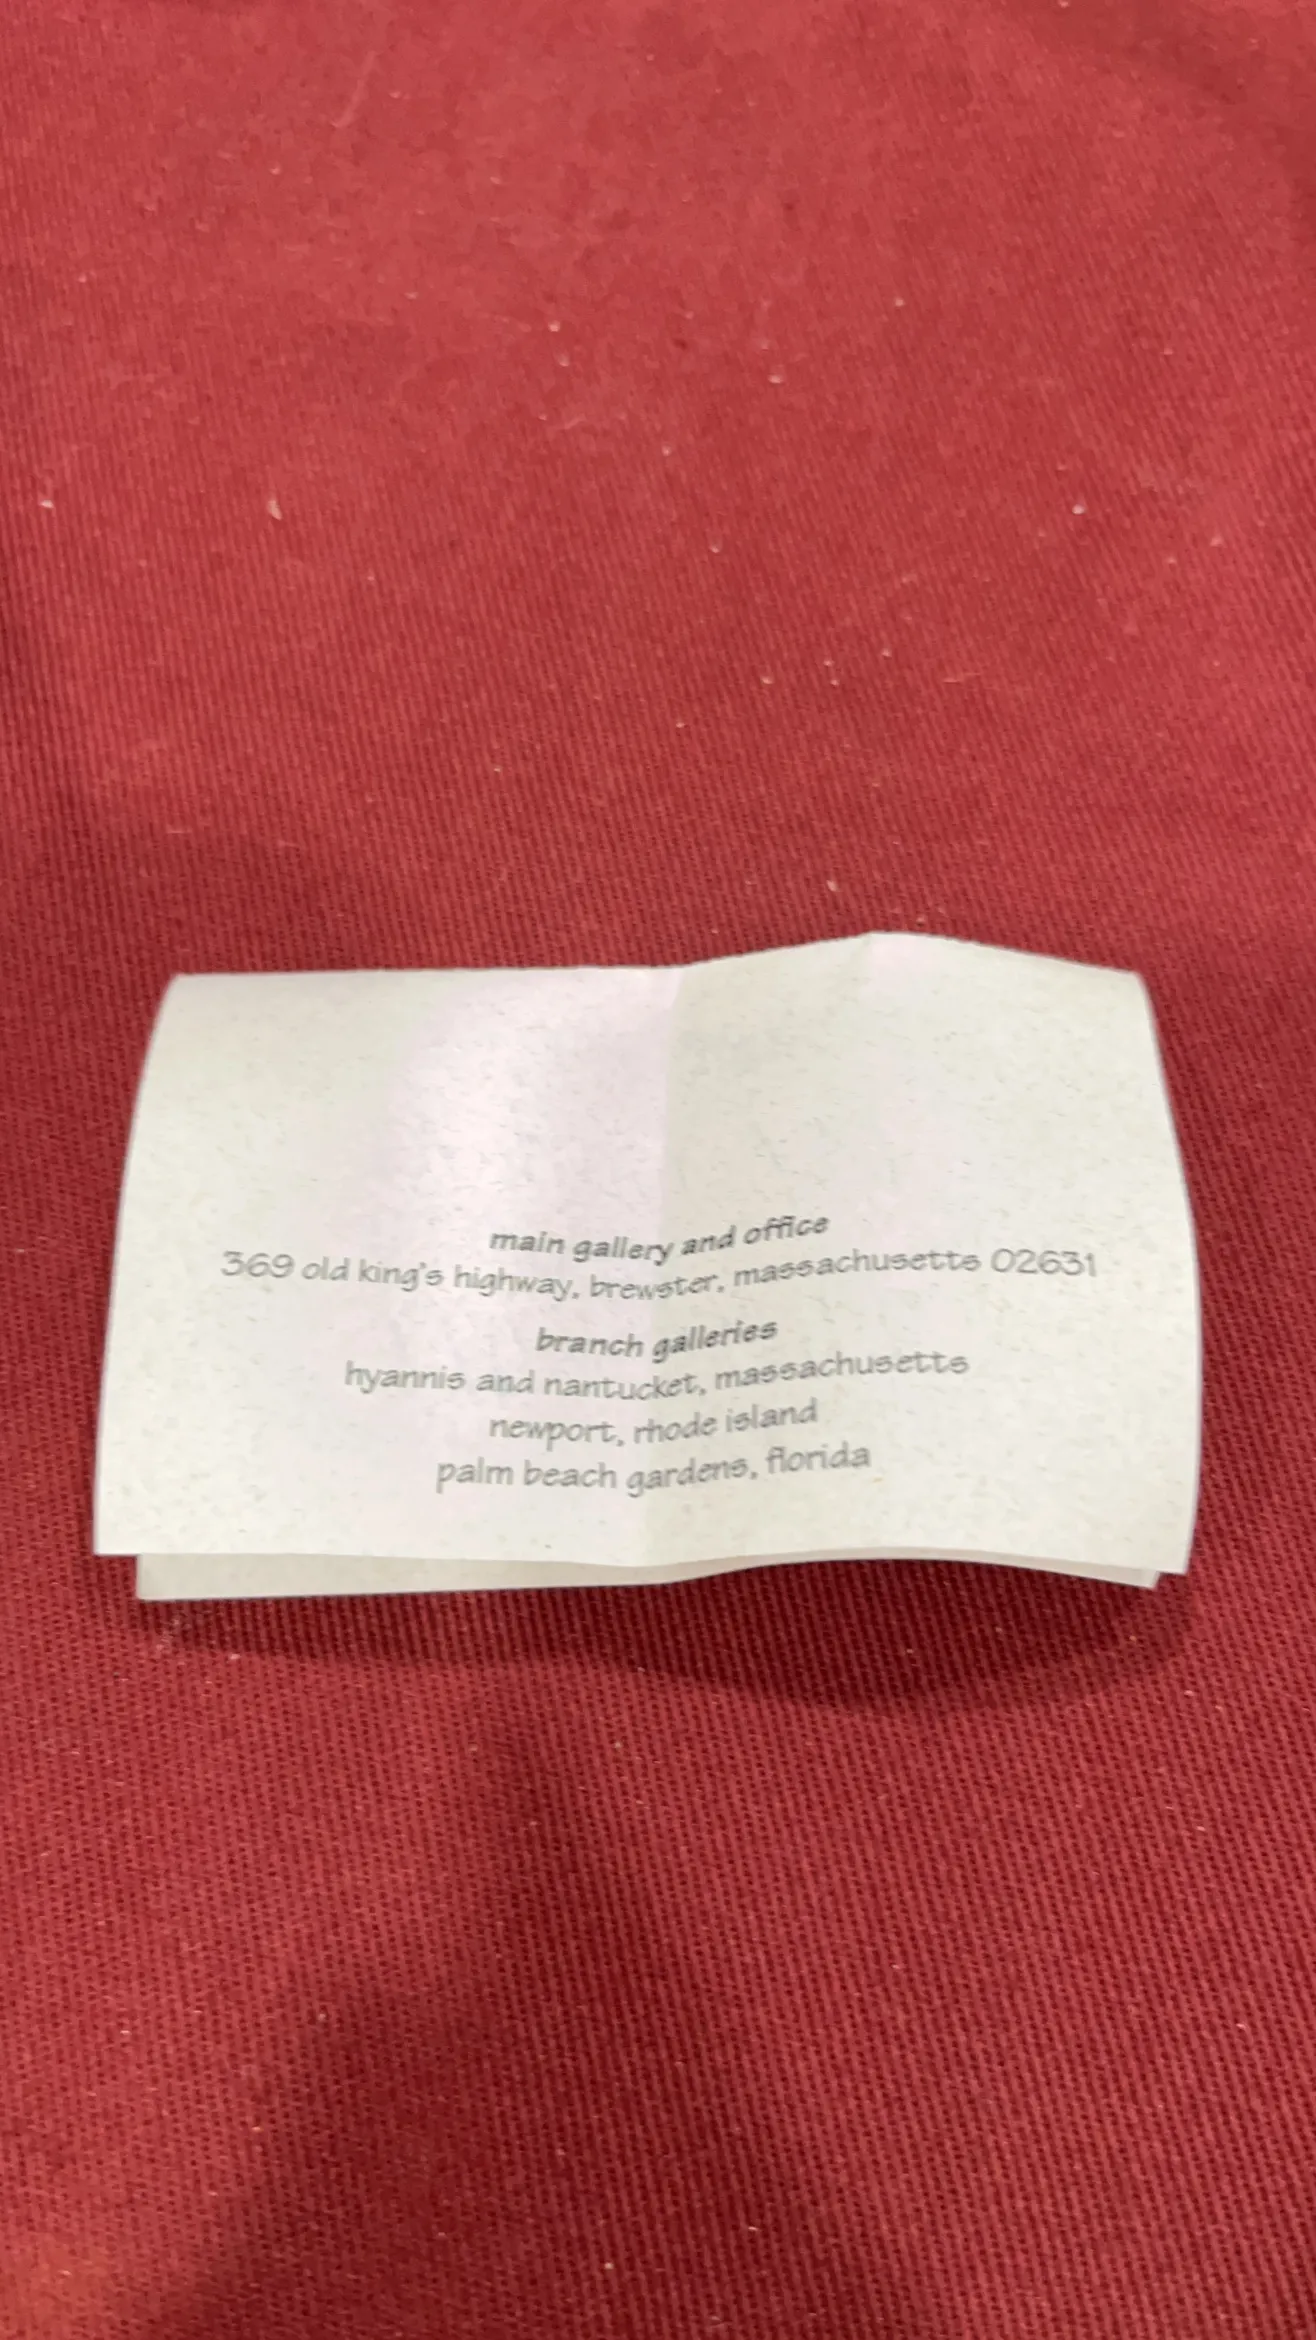 main gallery and office
369 old king's highway, brewster, massachusetts 02631
branch galleries
hyannis and nantucket, massachusetts
newport, rhode island
palm beach gardens, florida